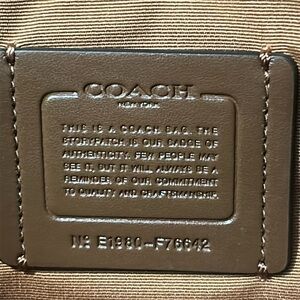 COACH
NEW YORK
THIS IS A COACH BAG. THE
STORYPATCH IS OUR BADGE OF
AUTHENTICITY. FEW PEOPLE MAY
SEE IT, BUT IT WILL ALWAYS BE A
REMINDER OF OUR COMMITMENT
TO QUALITY AND CRAFTSMANSHIP.
No E1980-F76642